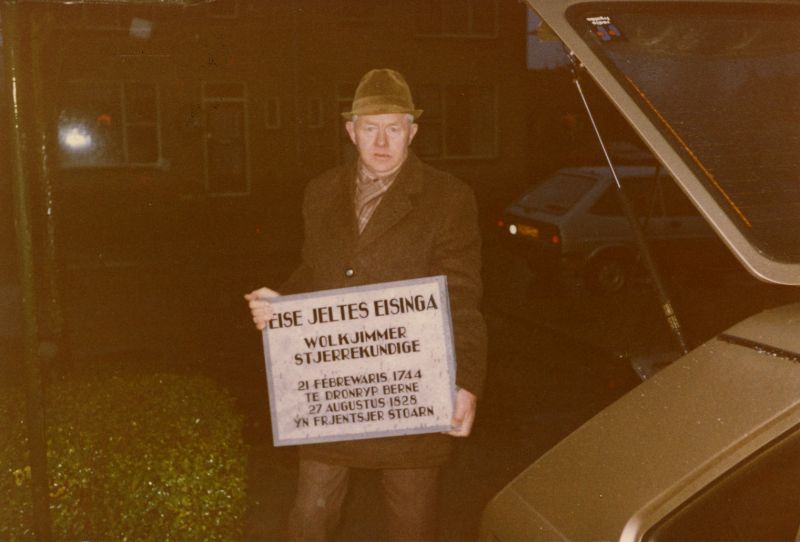 EISE JELTES EISINGA
WOLKJIMMER
STJERREKUNDIGE
21 FEBREWARIS 1744
TE DRONRYP BERNE
27 AUGUSTUS 1828
YN FRJENTSJER STOARN